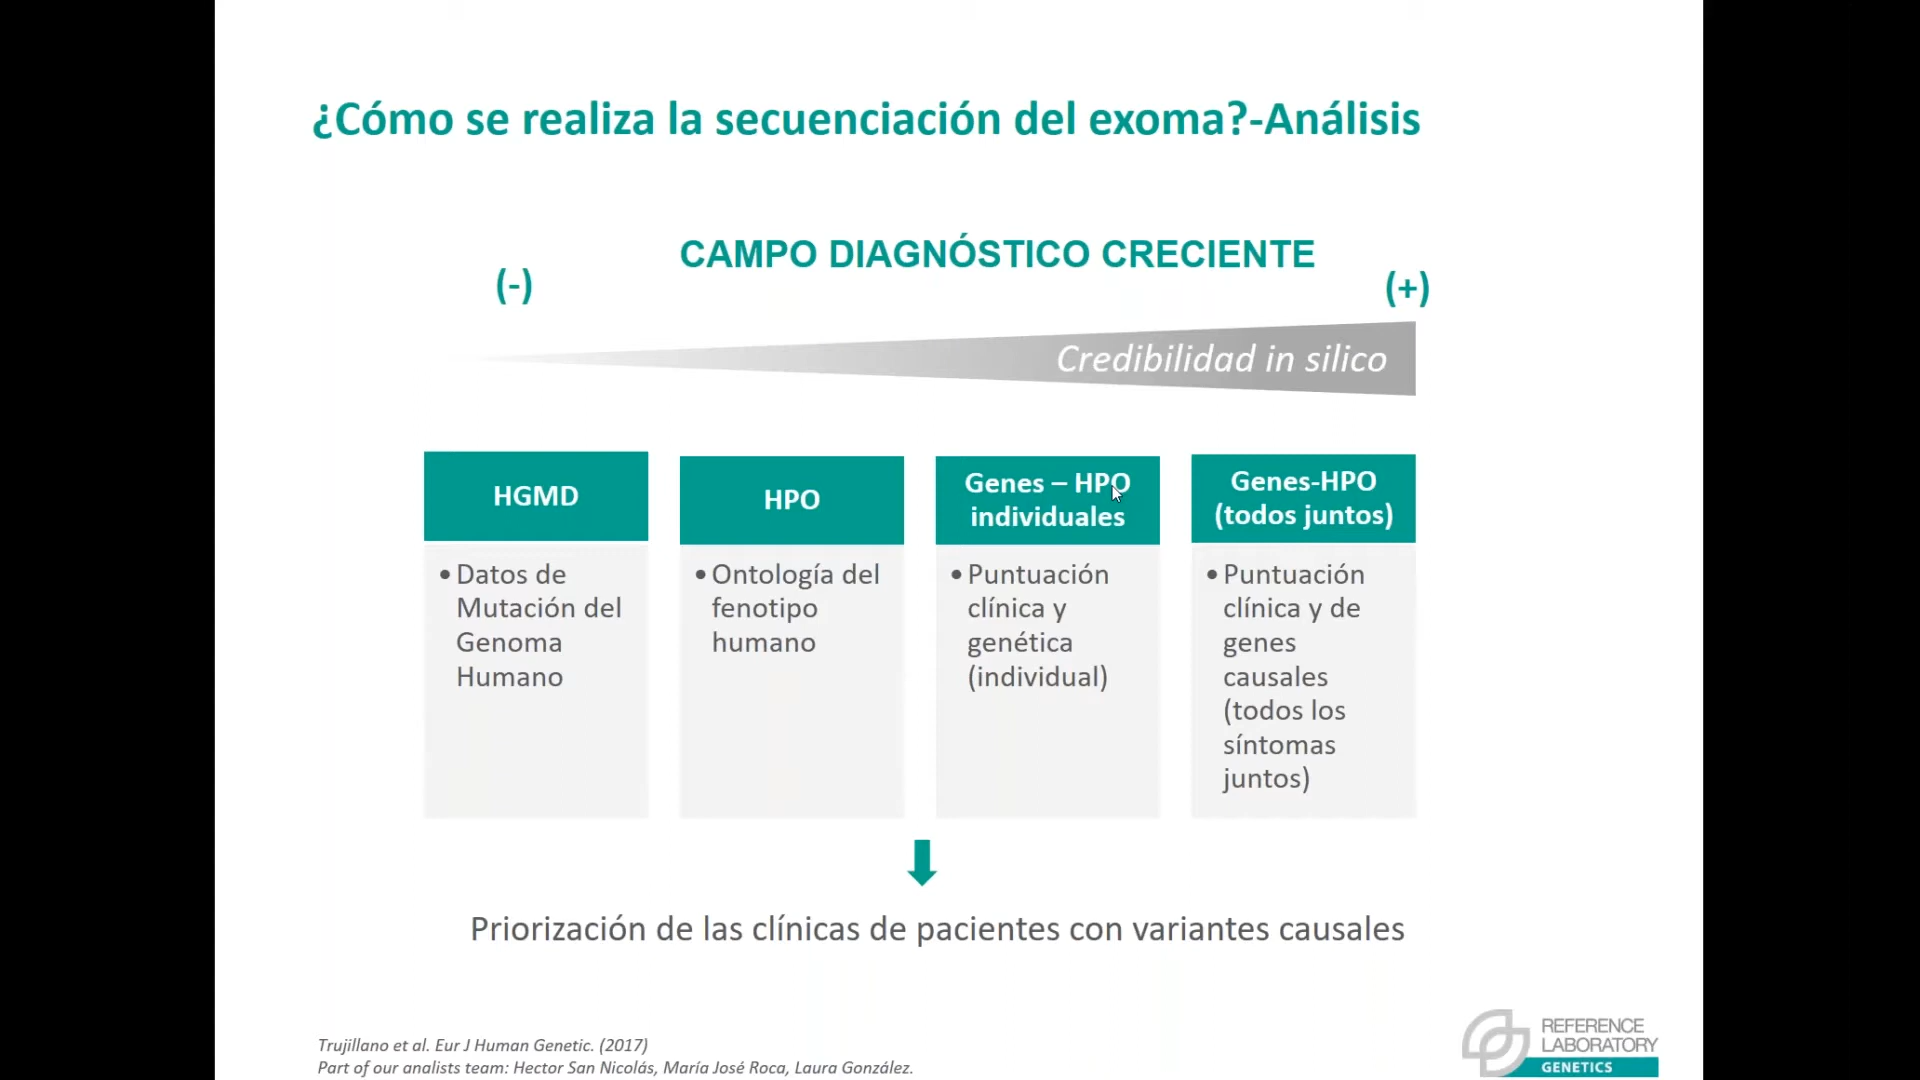 ¿Cómo se realiza la secuenciación del exoma?-Análisis
CAMPO DIAGNÓSTICO CRECIENTE
(-)
(+)
Credibilidad in silico
HGMD
•Datos de
Mutación del
Genoma
Humano
HPO
•Ontología del
fenotipo
humano
Genes – HPO
individuales
•Puntuación
clínica y
genética
(individual)
Genes-HPO
(todos juntos)
•Puntuación
clínica y de
genes
causales
(todos los
síntomas
juntos)
Priorización de las clínicas de pacientes con variantes causales
Trujillano et al. Eur J Human Genetic. (2017)
Part of our analists team: Hector San Nicolás, María José Roca, Laura González.
REFERENCE
LABORATORY
GENETICS